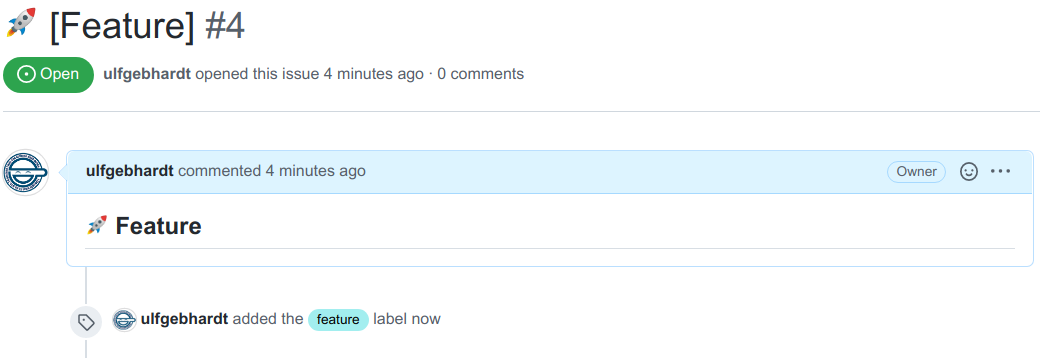 🚀 [Feature] #4
Open ulfgebhardt opened this issue 4 minutes ago · 0 comments
ulfgebhardt commented 4 minutes ago Owner
🚀 Feature
ulfgebhardt added the feature label now